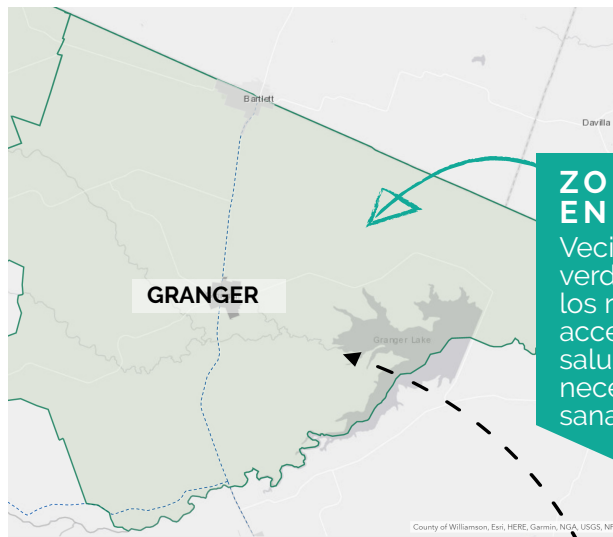 Bartlett
Davilla
ZO
EN
Veci
verd
los r
acce
salu
nece
sana
GRANGER
Granger Lake
County of Williamson, Esri, HERE, Garmin, NGA, USGS, NP